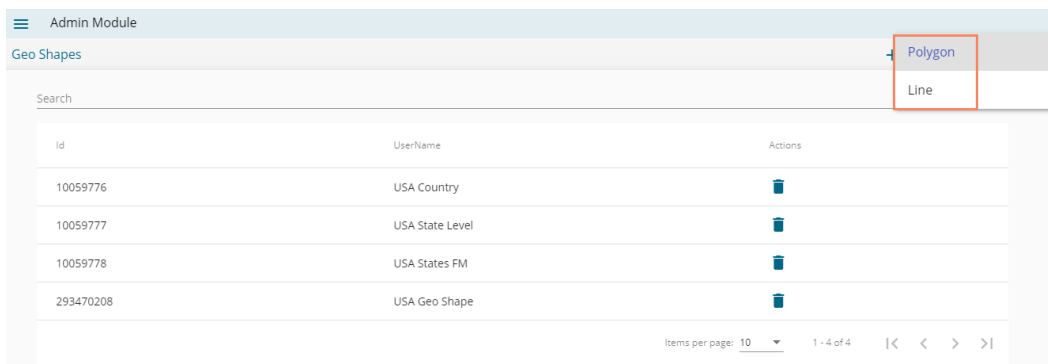 Admin Module
Geo Shapes
+ Polygon
Line
Search
Id UserName Actions
10059776 USA Country
10059777 USA State Level
10059778 USA States FM
293470208 USA Geo Shape
Items per page: 10 1 - 4 of 4